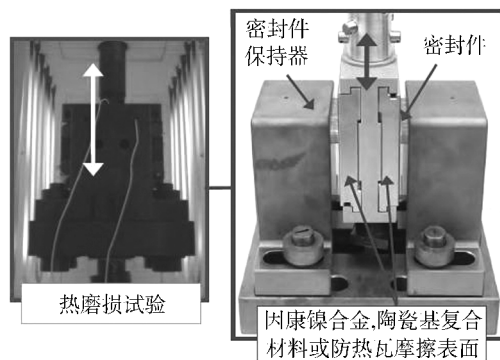 密封件
保持器
密封件
热磨损试验
因康镍合金,陶瓷基复合
材料或防热瓦摩擦表面